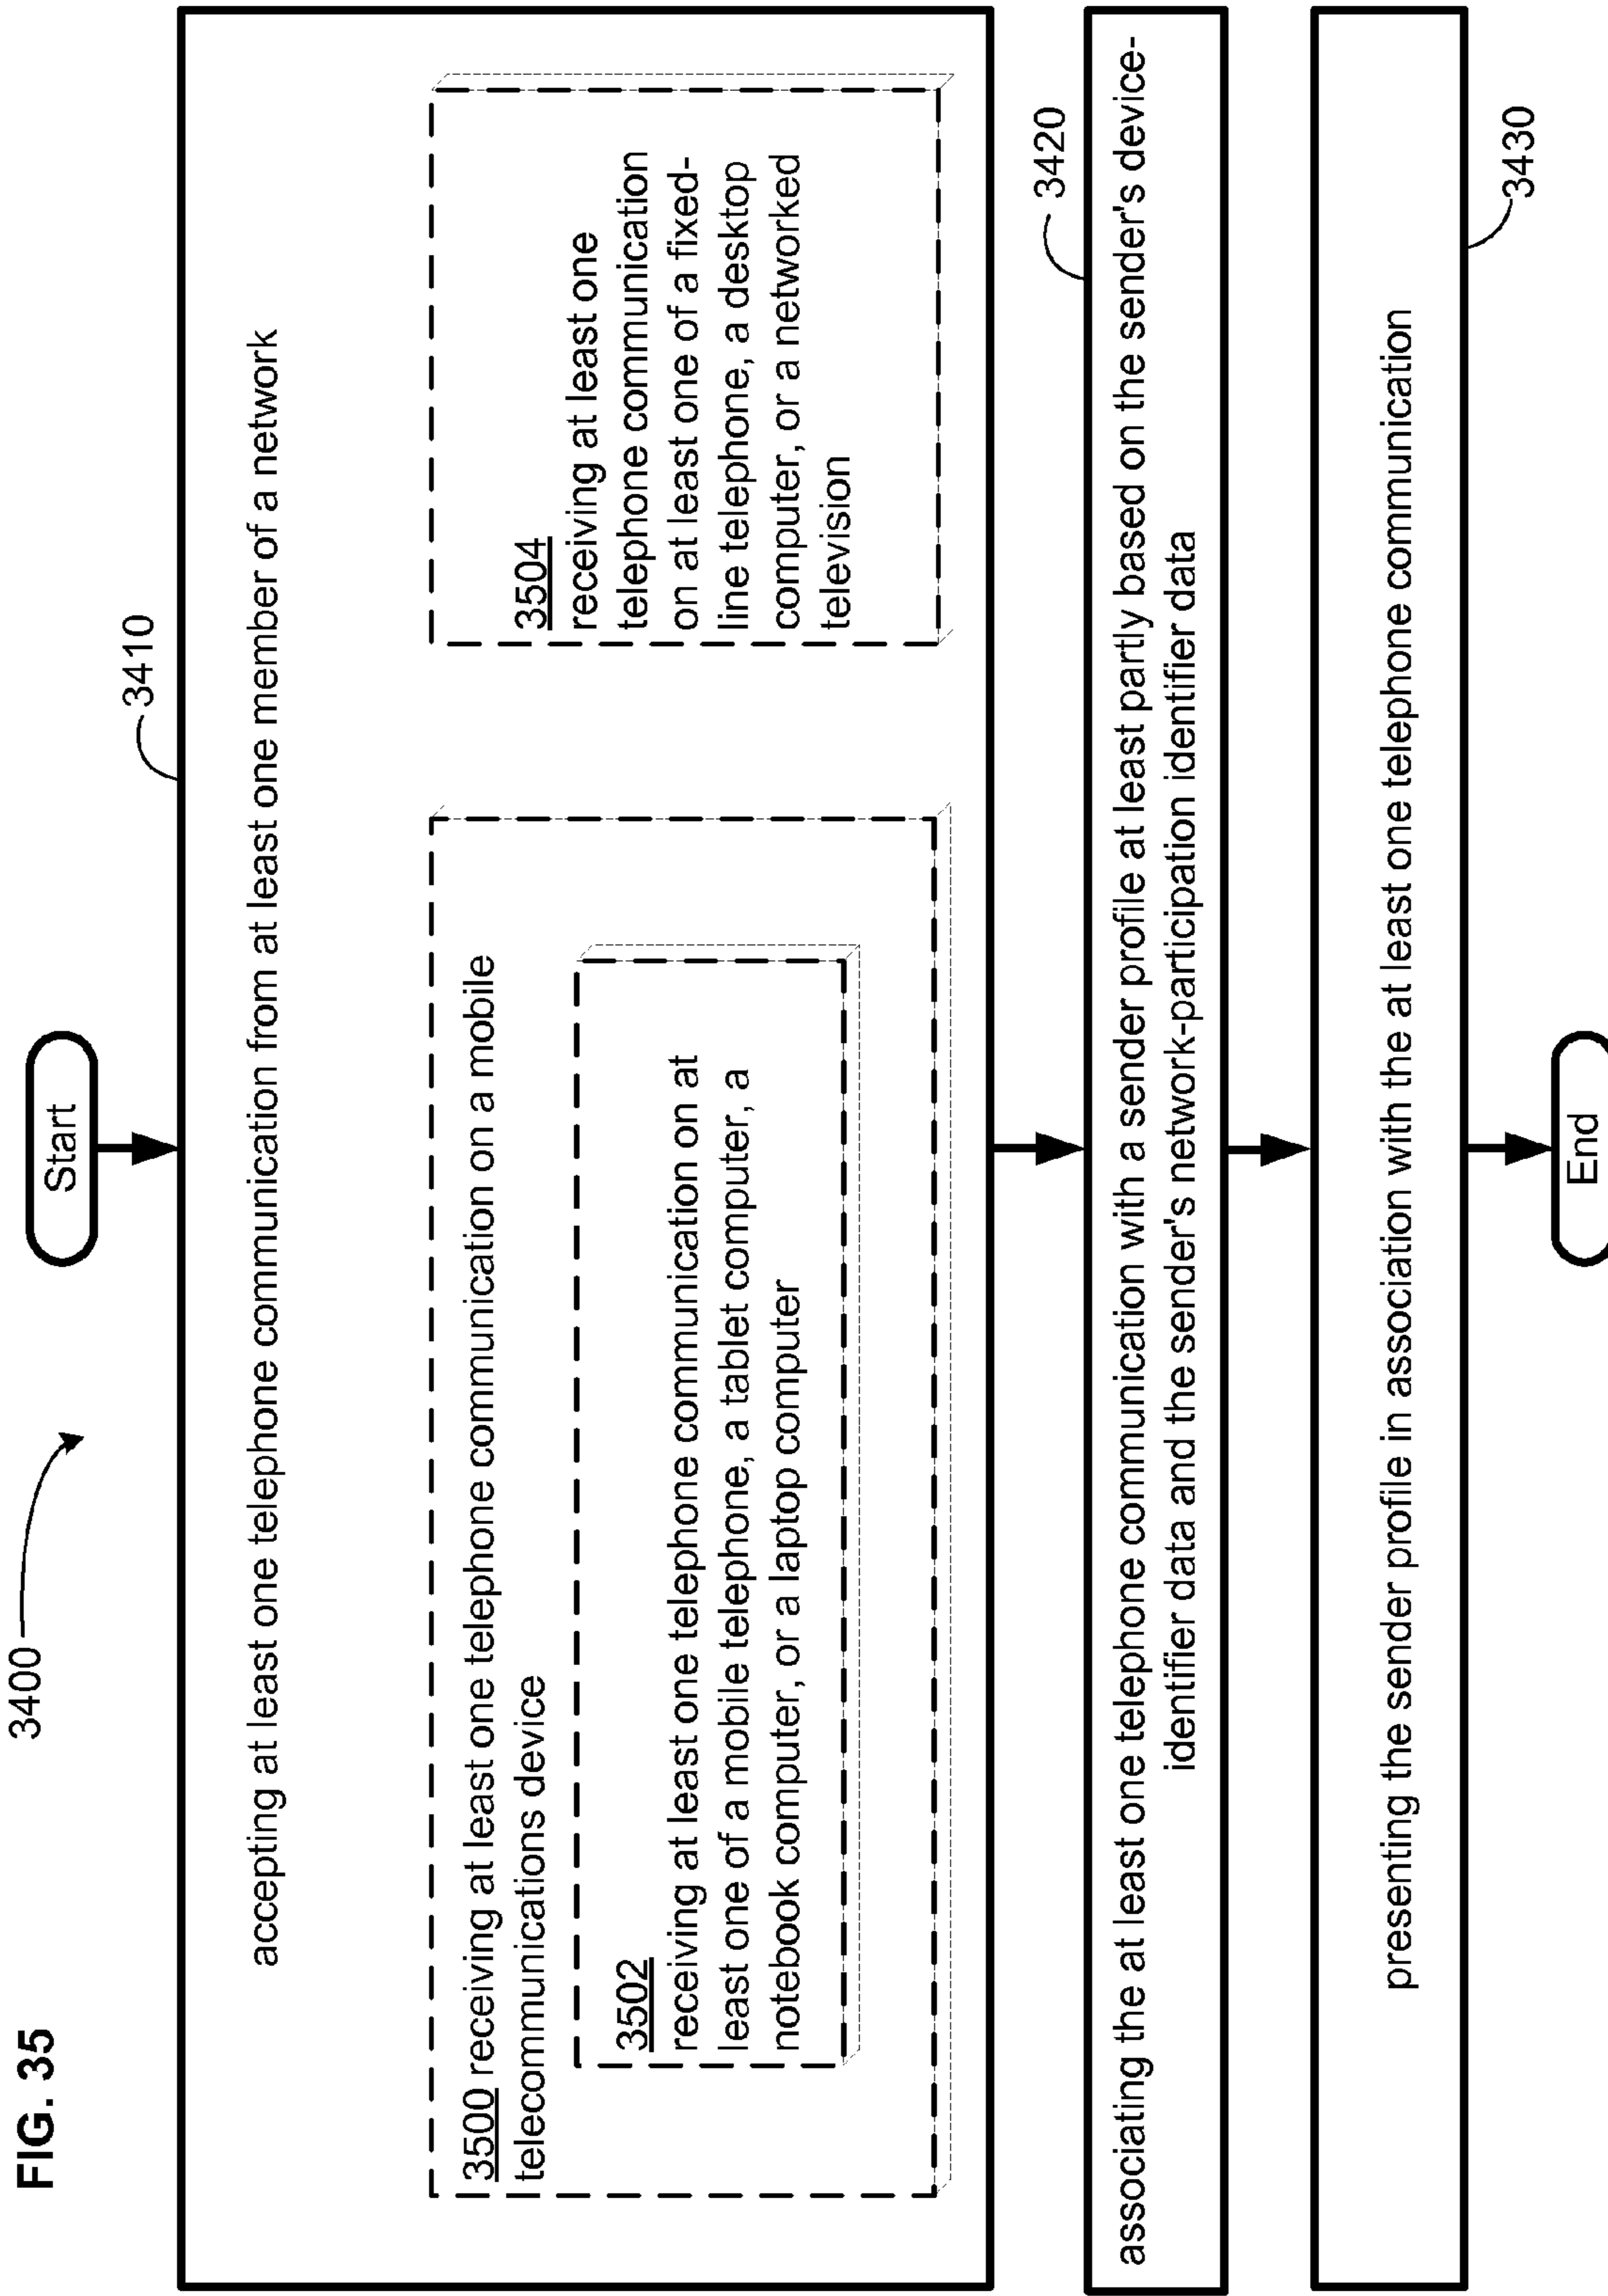 FIG. 35
3400
Start
3410
accepting at least one telephone communication from at least one member of a network
3500 receiving at least one telephone communication on a mobile
telecommunications device
3502
receiving at least one telephone communication on at
least one of a mobile telephone, a tablet computer, a
notebook computer, or a laptop computer
3504
receiving at least one
telephone communication
on at least one of a fixed-
line telephone, a desktop
computer, or a networked
television
3420
associating the at least one telephone communication with a sender profile at least partly based on the sender's device-
identifier data and the sender's network-participation identifier data
3430
presenting the sender profile in association with the at least one telephone communication
End